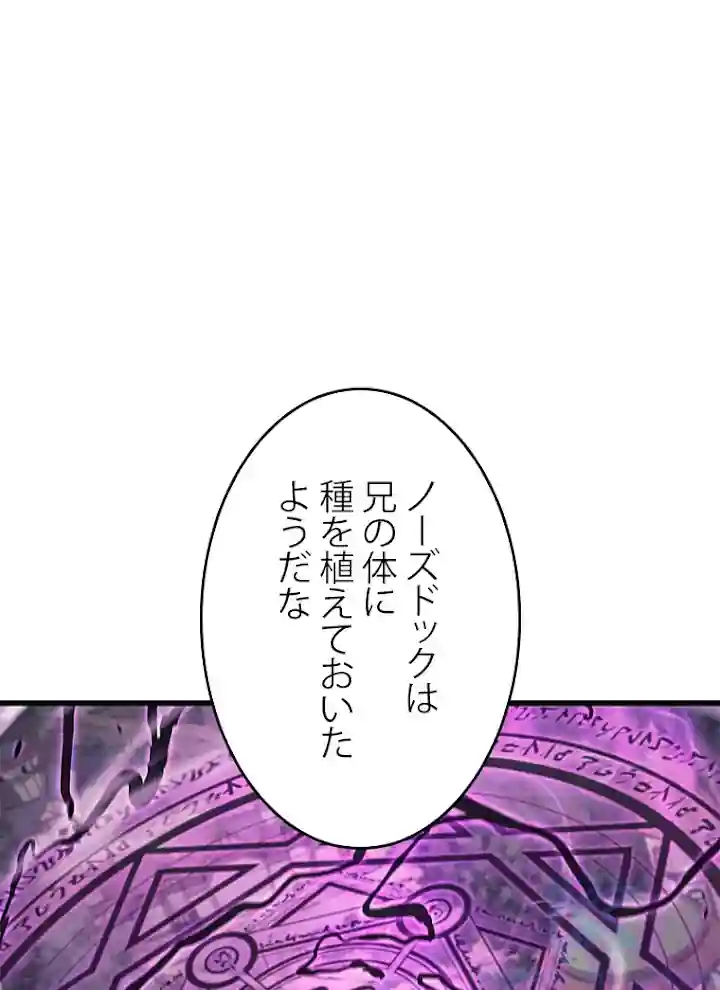 ノーズドックは
兄の体に
種を植えておいた
ようだな